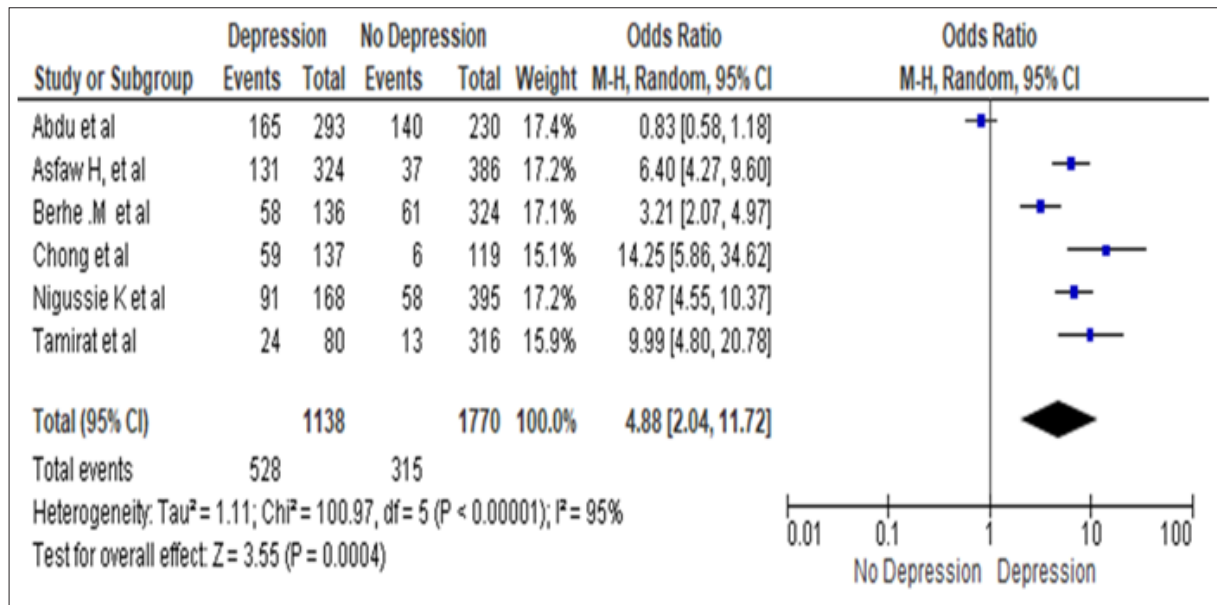 Depression No Depression Odds Ratio Odds Ratio
Study or Subgroup Events Total Events Total Weight M-H, Random, 95% CI M-H, Random, 95% CI
Abdu et al 165 293 140 230 17.4% 0.83 [0.58, 1.18]
Asfaw H, et al 131 324 37 386 17.2% 6.40 [4.27, 9.60]
Berhe .M et al 58 136 61 324 17.1% 3.21 [2.07, 4.97]
Chong et al 59 137 6 119 15.1% 14.25 [5.86, 34.62]
Nigussie K et al 91 168 58 395 17.2% 6.87 [4.55, 10.37]
Tamirat et al 24 80 13 316 15.9% 9.99 [4.80, 20.78]
Total (95% CI) 1138 1770 100.0% 4.88 [2.04, 11.72]
Total events 528 315
Heterogeneity: Tau² = 1.11; Chi² = 100.97, df = 5 (P < 0.00001); I² = 95%
Test for overall effect: Z = 3.55 (P = 0.0004)
0.01 0.1 1 10 100
No Depression Depression